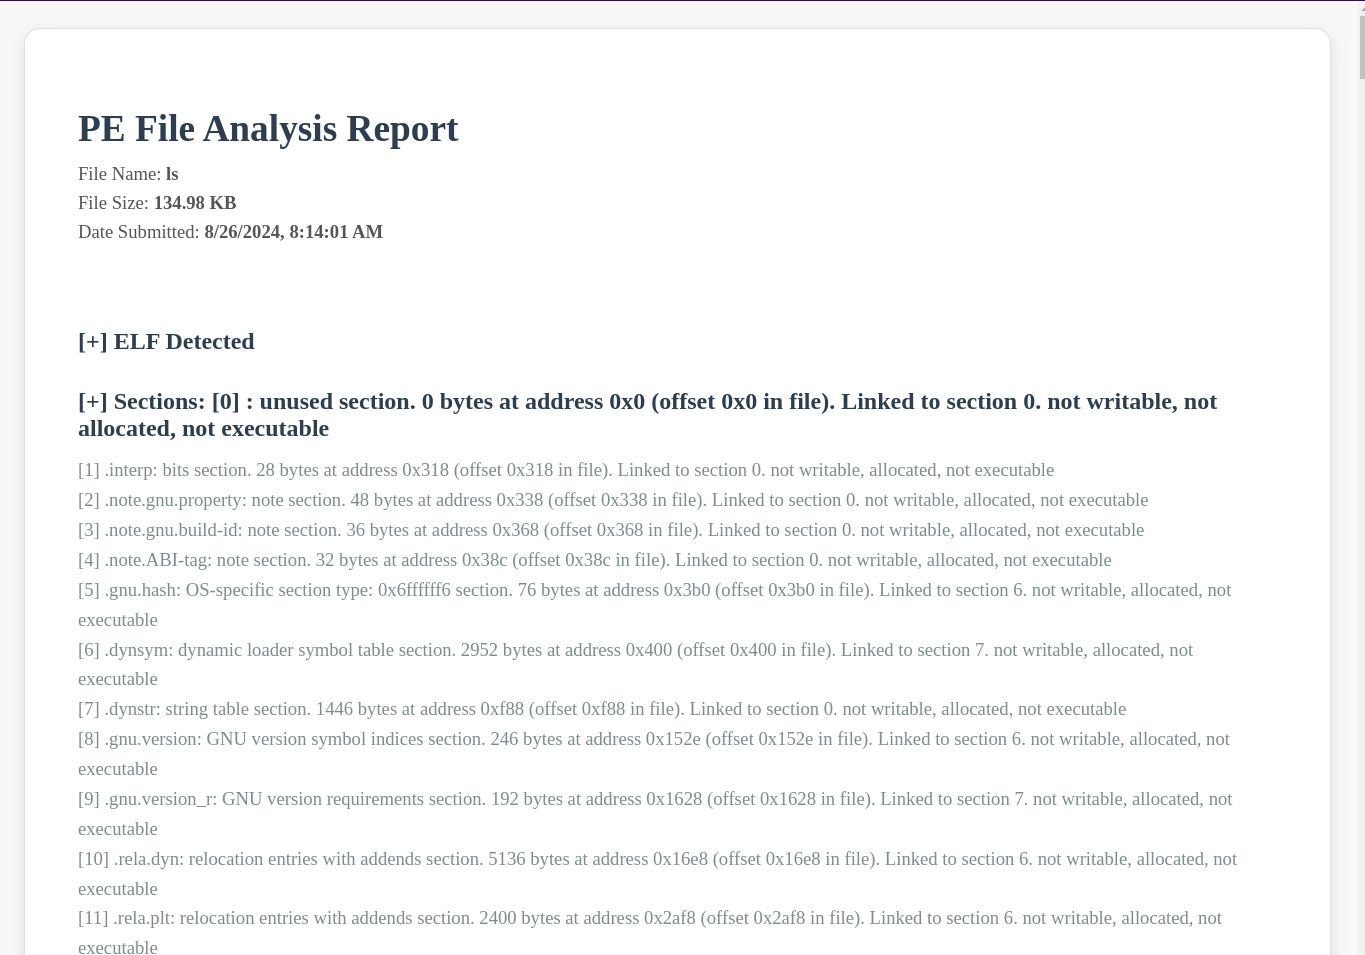 PE File Analysis Report
File Name: ls
File Size: 134.98 KB
Date Submitted: 8/26/2024, 8:14:01 AM
[+] ELF Detected
[+] Sections: [0] : unused section. 0 bytes at address 0x0 (offset 0x0 in file). Linked to section 0. not writable, not
allocated, not executable
[1] .interp: bits section. 28 bytes at address 0x318 (offset 0x318 in file). Linked to section 0. not writable, allocated, not executable
[2] .note.gnu.property: note section. 48 bytes at address 0x338 (offset 0x338 in file). Linked to section 0. not writable, allocated, not executable
[3] .note.gnu.build-id: note section. 36 bytes at address 0x368 (offset 0x368 in file). Linked to section 0. not writable, allocated, not executable
[4] .note.ABI-tag: note section. 32 bytes at address 0x38c (offset 0x38c in file). Linked to section 0. not writable, allocated, not executable
[5] .gnu.hash: OS-specific section type: 0x6ffffff6 section. 76 bytes at address 0x3b0 (offset 0x3b0 in file). Linked to section 6. not writable, allocated, not
executable
[6] .dynsym: dynamic loader symbol table section. 2952 bytes at address 0x400 (offset 0x400 in file). Linked to section 7. not writable, allocated, not
executable
[7] .dynstr: string table section. 1446 bytes at address 0xf88 (offset 0xf88 in file). Linked to section 0. not writable, allocated, not executable
[8] .gnu.version: GNU version symbol indices section. 246 bytes at address 0x152e (offset 0x152e in file). Linked to section 6. not writable, allocated, not
executable
[9] .gnu.version_r: GNU version requirements section. 192 bytes at address 0x1628 (offset 0x1628 in file). Linked to section 7. not writable, allocated, not
executable
[10] .rela.dyn: relocation entries with addends section. 5136 bytes at address 0x16e8 (offset 0x16e8 in file). Linked to section 6. not writable, allocated, not
executable
[11] .rela.plt: relocation entries with addends section. 2400 bytes at address 0x2af8 (offset 0x2af8 in file). Linked to section 6. not writable, allocated, not
executable